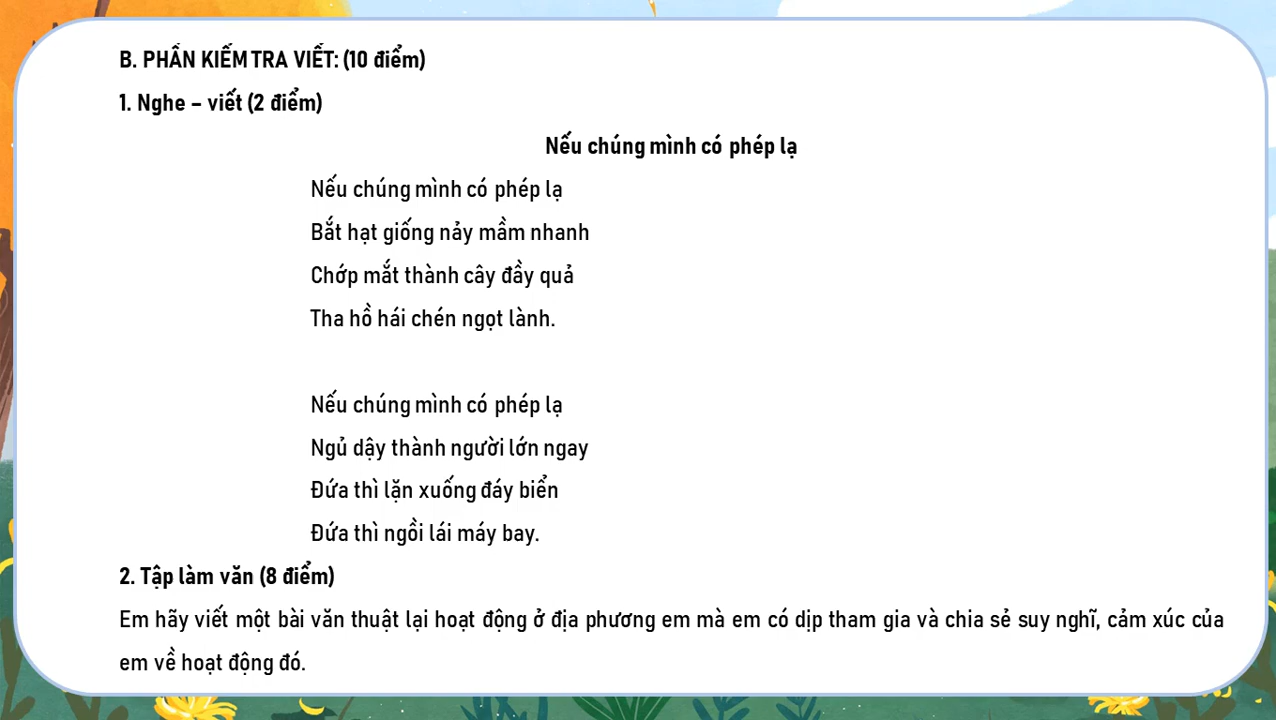 B. PHẦN KIỂM TRA VIẾT: (10 điểm)
1. Nghe – viết (2 điểm)
Nếu chúng mình có phép lạ
Nếu chúng mình có phép lạ
Bắt hạt giống nảy mầm nhanh
Chớp mắt thành cây đầy quả
Tha hồ hái chén ngọt lành.
Nếu chúng mình có phép lạ
Ngủ dậy thành người lớn ngay
Đứa thì lặn xuống đáy biển
Đứa thì ngồi lái máy bay.
2. Tập làm văn (8 điểm)
Em hãy viết một bài văn thuật lại hoạt động ở địa phương em mà em có dịp tham gia và chia sẻ suy nghĩ, cảm xúc của
em về hoạt động đó.